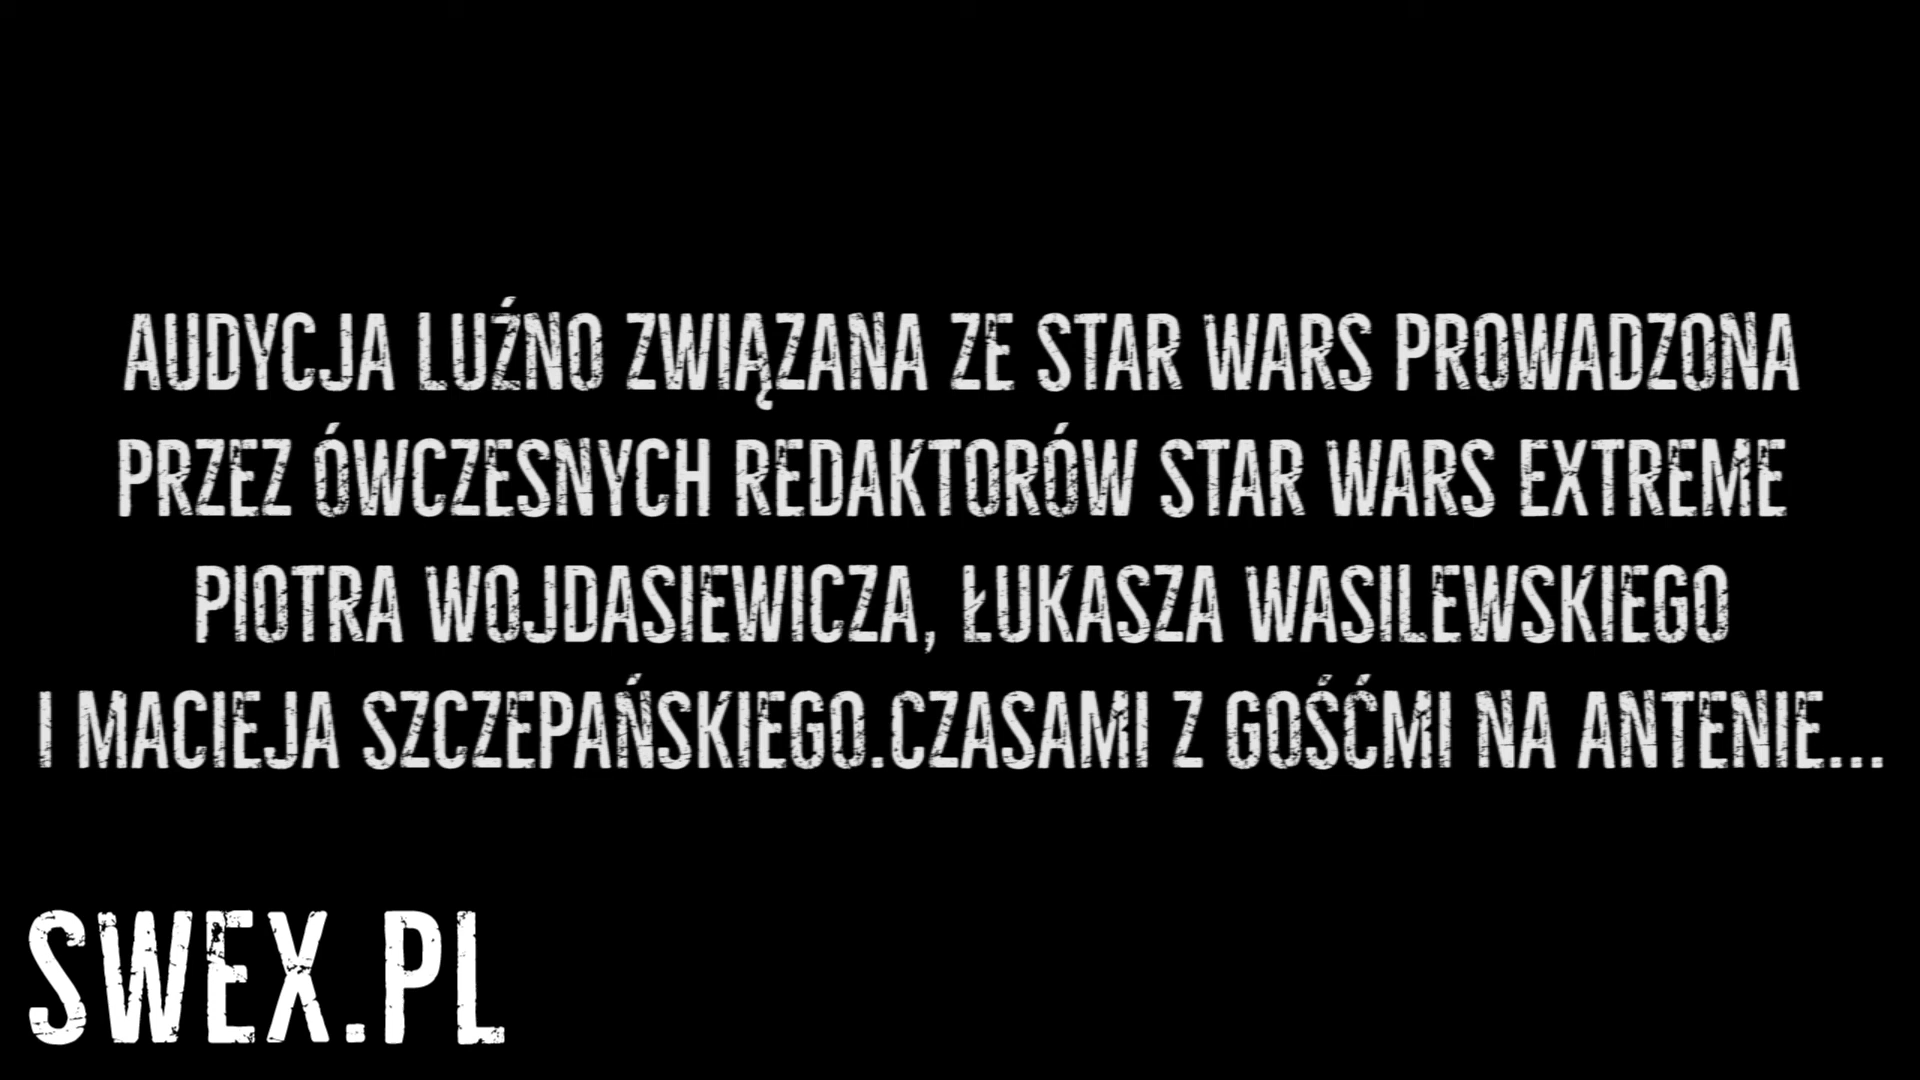 AUDYCJA LUŹNO ZWIĄZANA ZE STAR WARS PROWADZONA
PRZEZ ÓWCZESNYCH REDAKTORÓW STAR WARS EXTREME
PIOTRA WOJDASIEWICZA, ŁUKASZA WASILEWSKIEGO
I MACIEJA SZCZEPAŃSKIEGO.CZASAMI Z GOŚĆMI NA ANTENIE...
SWEX.PL